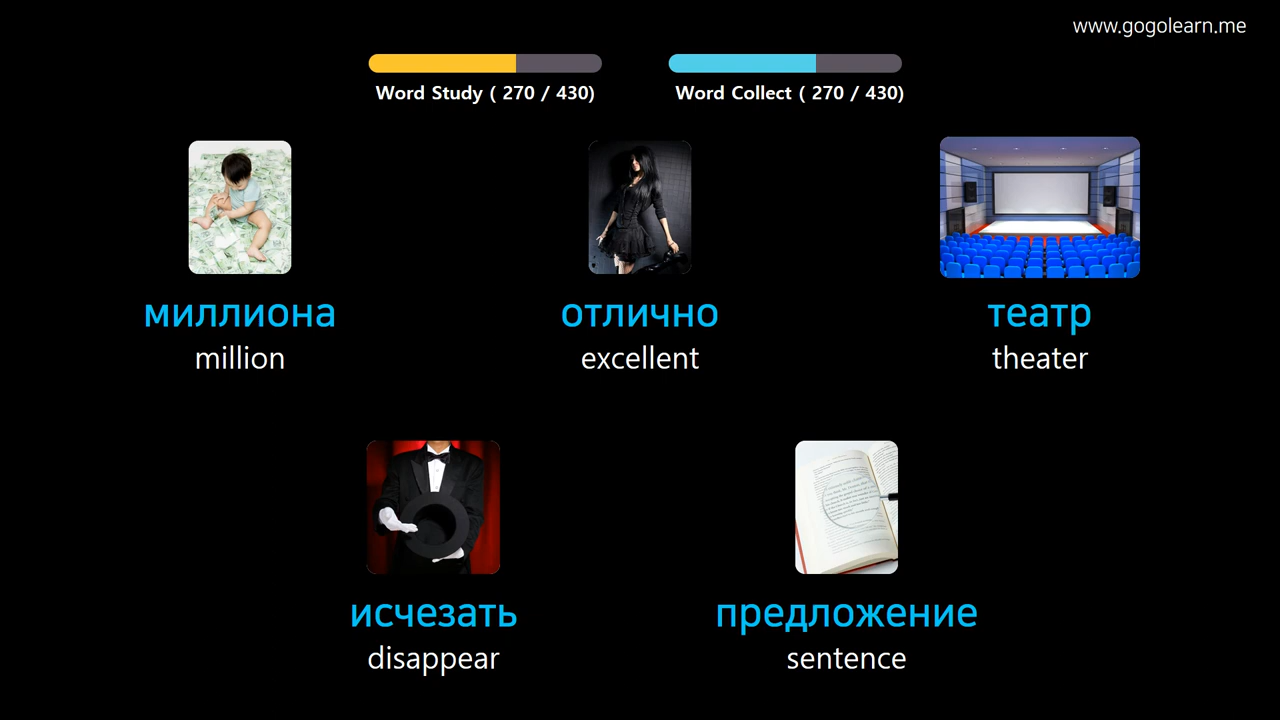 www.gogolearn.me
Word Study ( 270 / 430)
Word Collect ( 270 / 430)
миллиона
million
отлично
excellent
театр
theater
исчезать
disappear
предложение
sentence